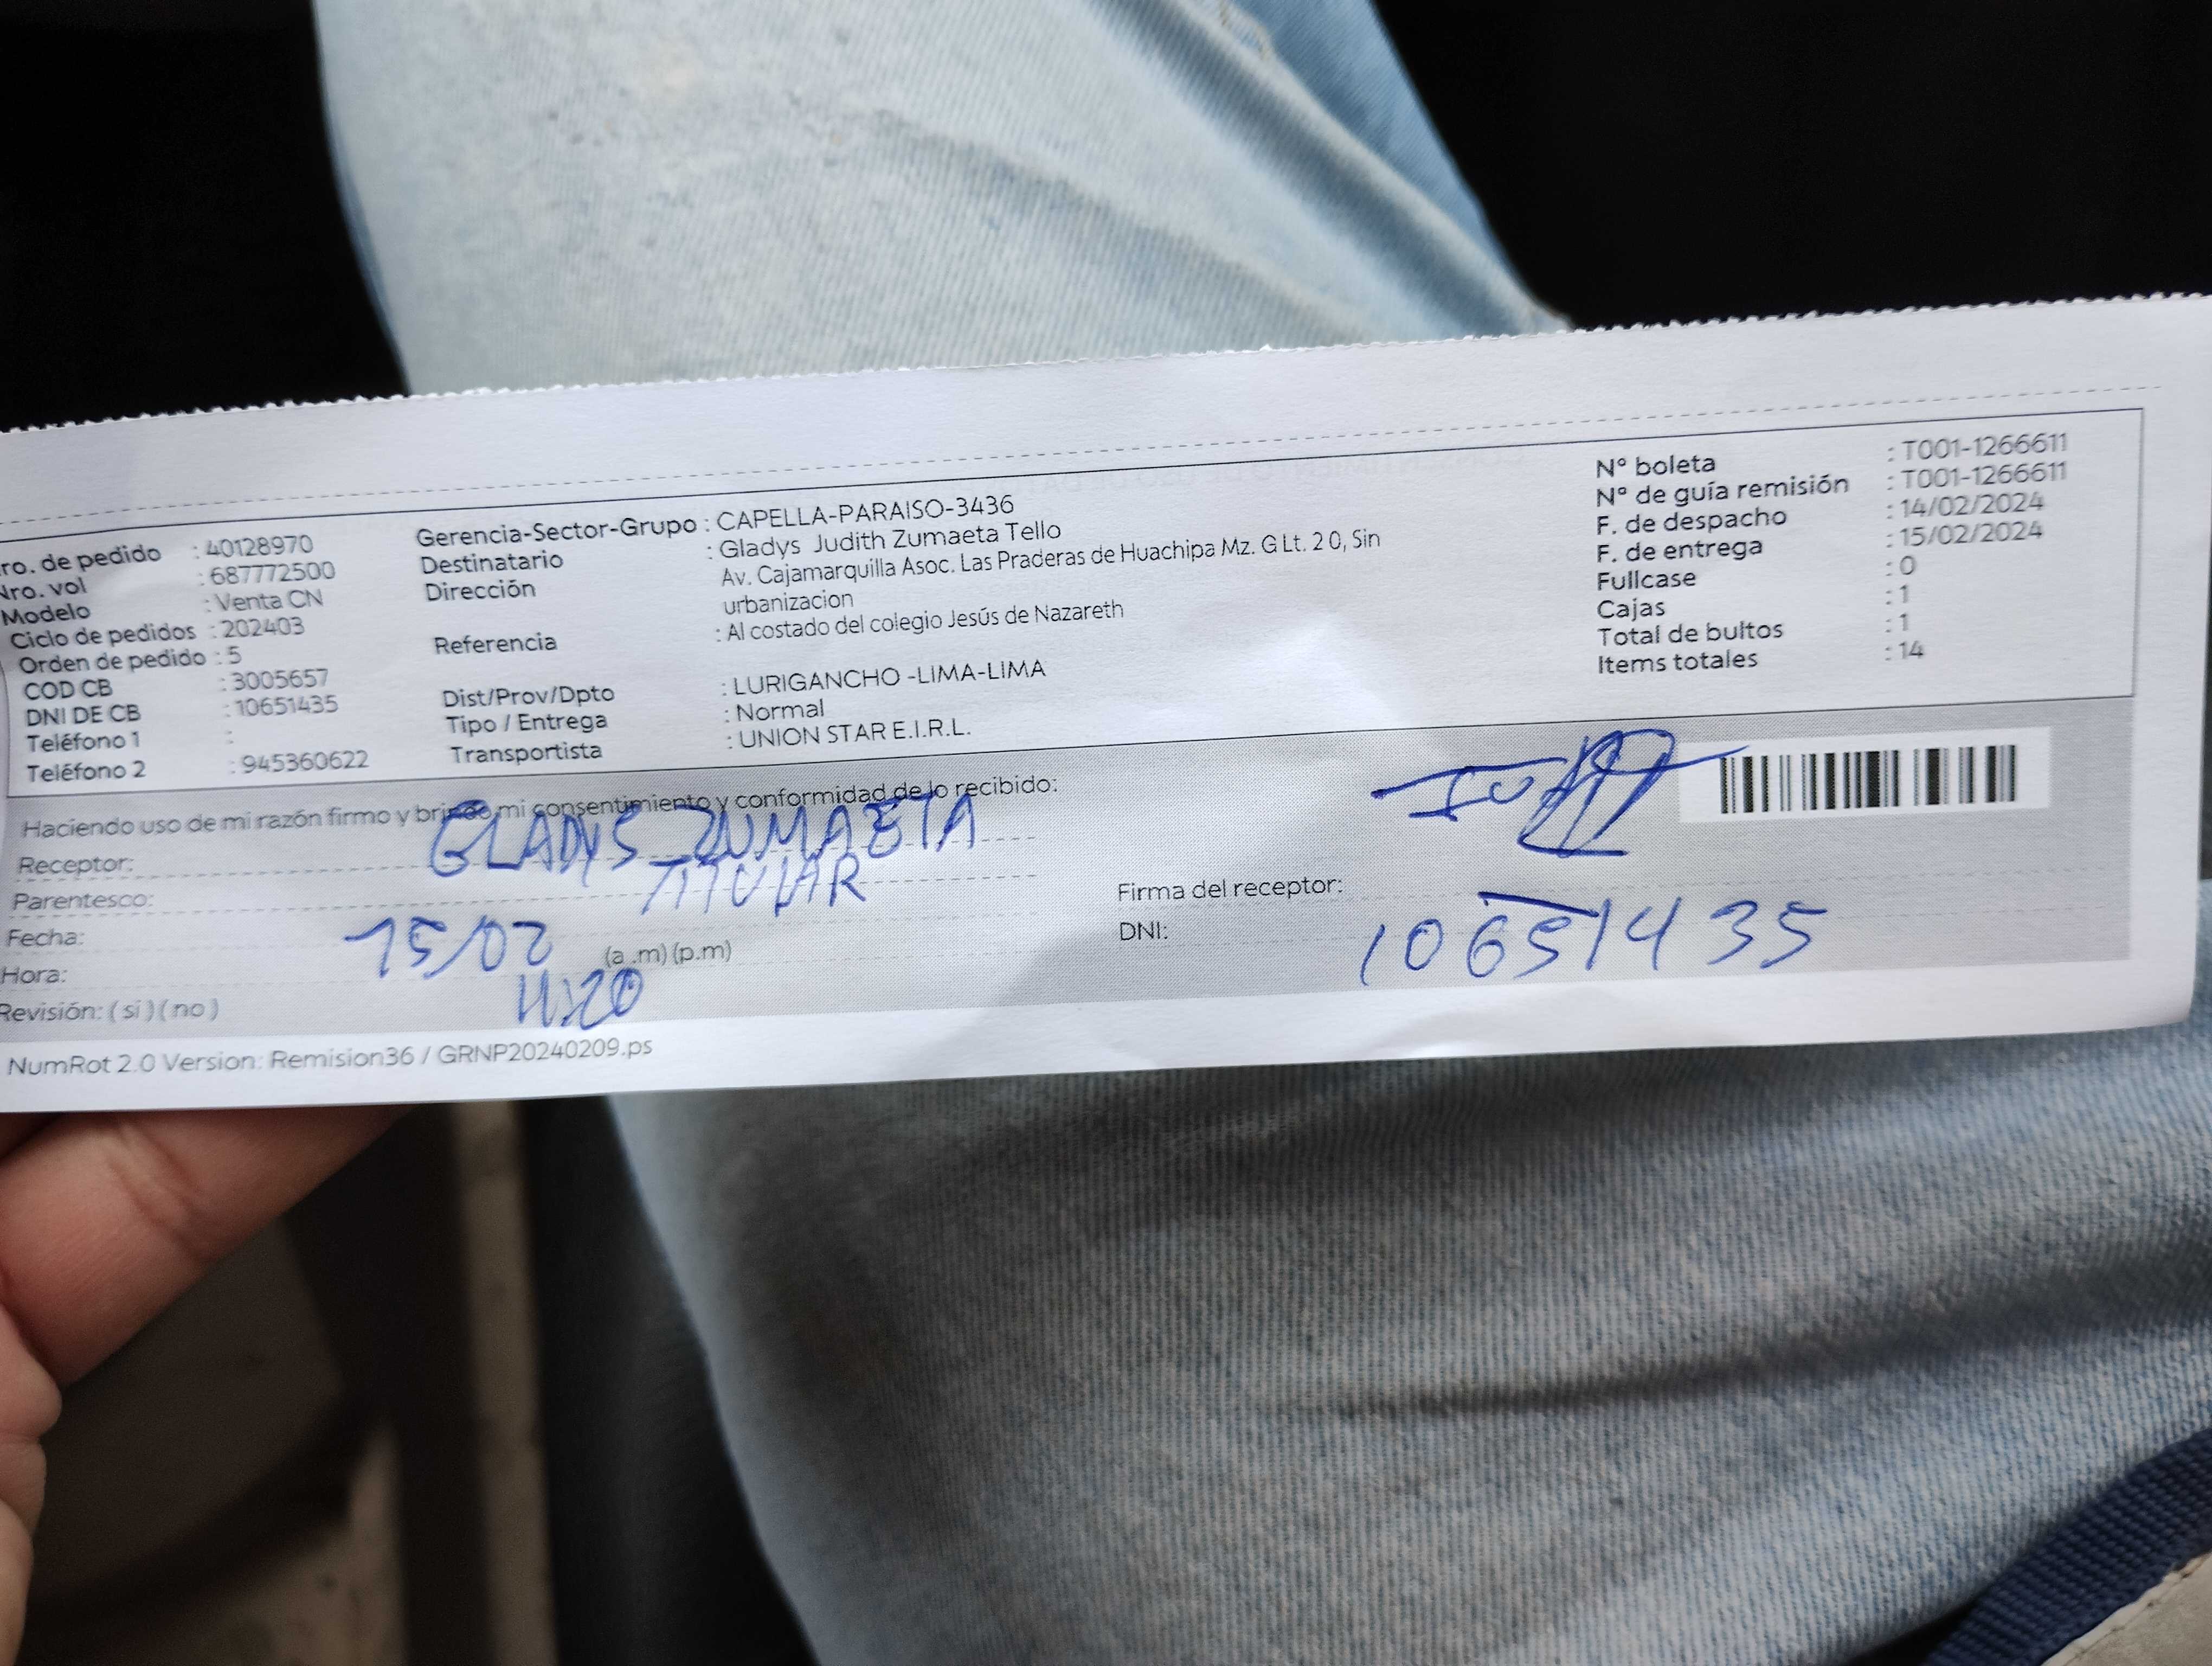 ro. de pedido : 40128970
Nro. vol : 687772500
Modelo : Venta CN
Ciclo de pedidos : 202403
Orden de pedido : 5
COD CB : 3005657
DNI DE CB : 10651435
Teléfono 1 :
Teléfono 2 : 945360622
Gerencia-Sector-Grupo : CAPELLA-PARAISO-3436
Destinatario : Gladys Judith Zumaeta Tello
Dirección Av. Cajamarquilla Asoc. Las Praderas de Huachipa Mz. G Lt. 2 0, Sin
urbanizacion
Referencia : Al costado del colegio Jesús de Nazareth
Dist/Prov/Dpto : LURIGANCHO -LIMA-LIMA
Tipo / Entrega : Normal
Transportista : UNION STAR E.I.R.L.
N° boleta : T001-1266611
N° de guía remisión : T001-1266611
F. de despacho : 14/02/2024
F. de entrega : 15/02/2024
Fullcase : 0
Cajas : 1
Total de bultos : 1
Items totales : 14
Haciendo uso de mi razón firmo y brindo mi consentimiento y conformidad de lo recibido:
Receptor: GLADYS ZUMAETA
Parentesco: TITULAR
Fecha: 15/02
Hora: (a .m) (p.m)
11:20
Revisión: ( si ) ( no )
Firma del receptor:
DNI: 10651435
NumRot 2.0 Version: Remision36 / GRNP20240209.ps